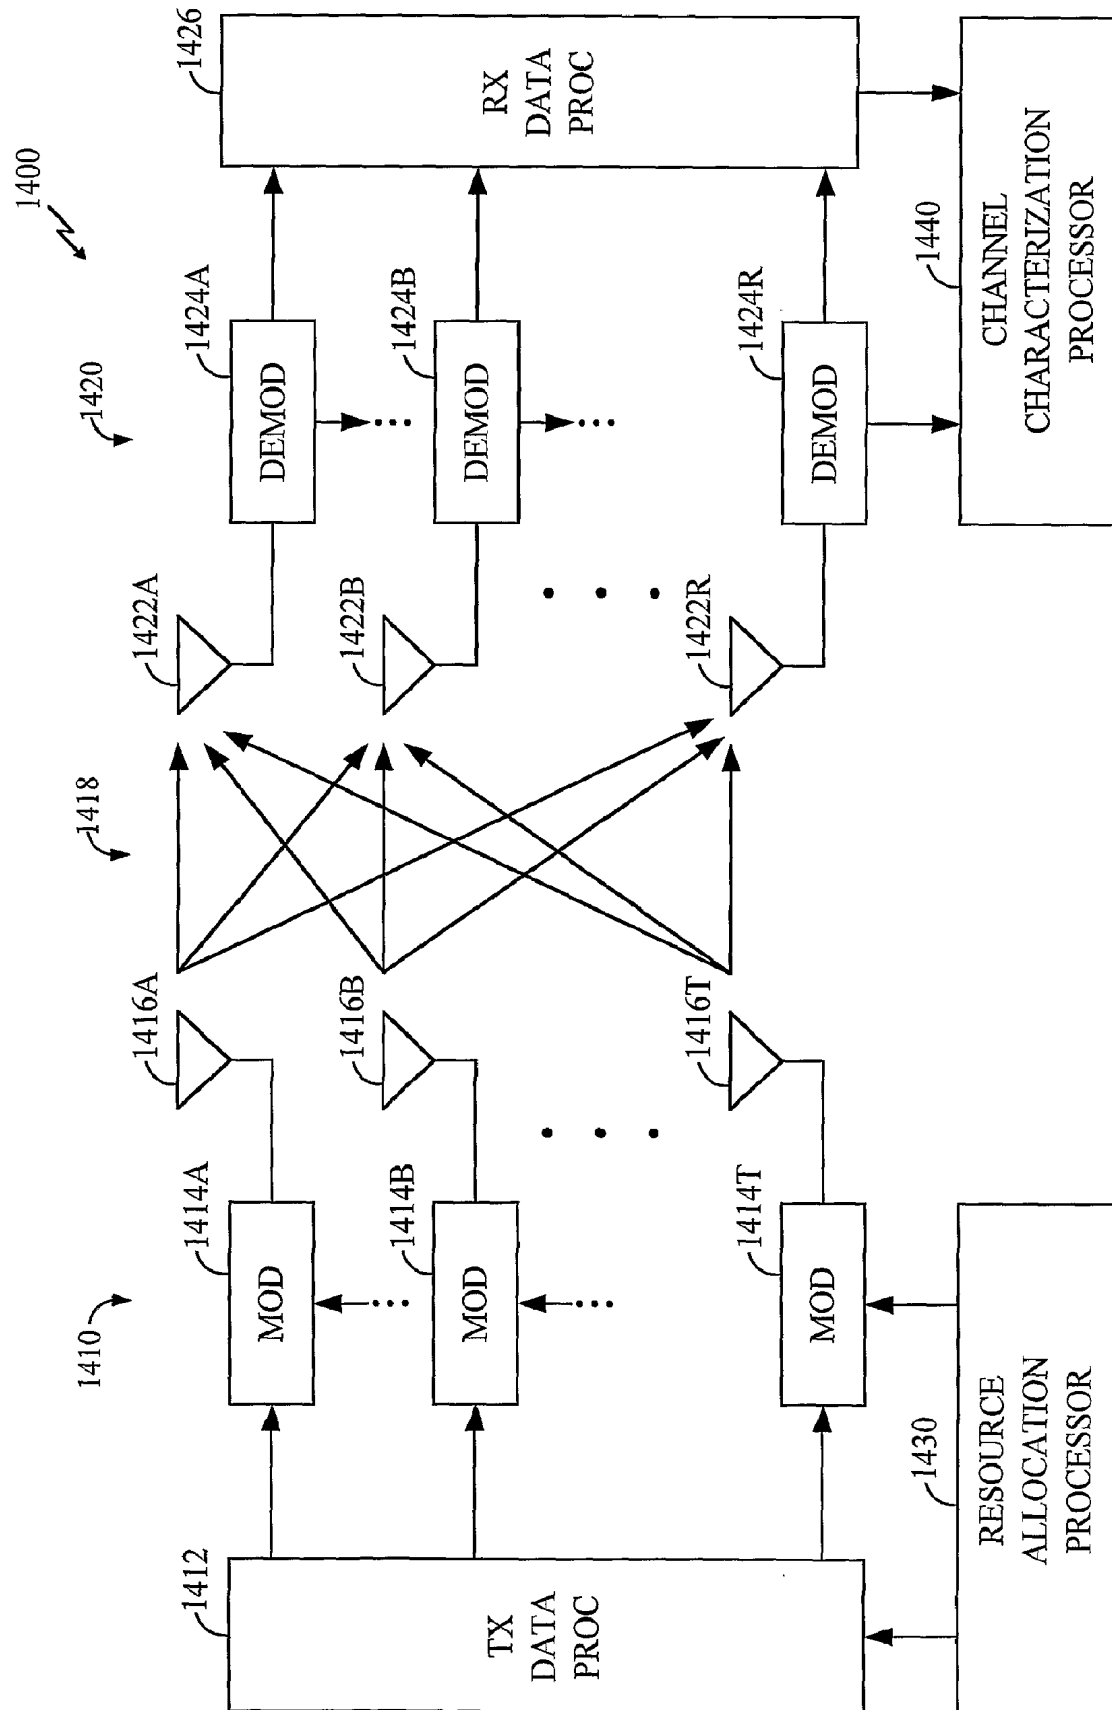 1400
1410
1418
1420
1412
TX
DATA
PROC
1414A
MOD
1416A
1422A
1424A
DEMOD
1426
RX
DATA
PROC
1414B
MOD
1416B
1422B
1424B
DEMOD
1414T
MOD
1416T
1422R
1424R
DEMOD
1430
RESOURCE
ALLOCATION
PROCESSOR
1440
CHANNEL
CHARACTERIZATION
PROCESSOR